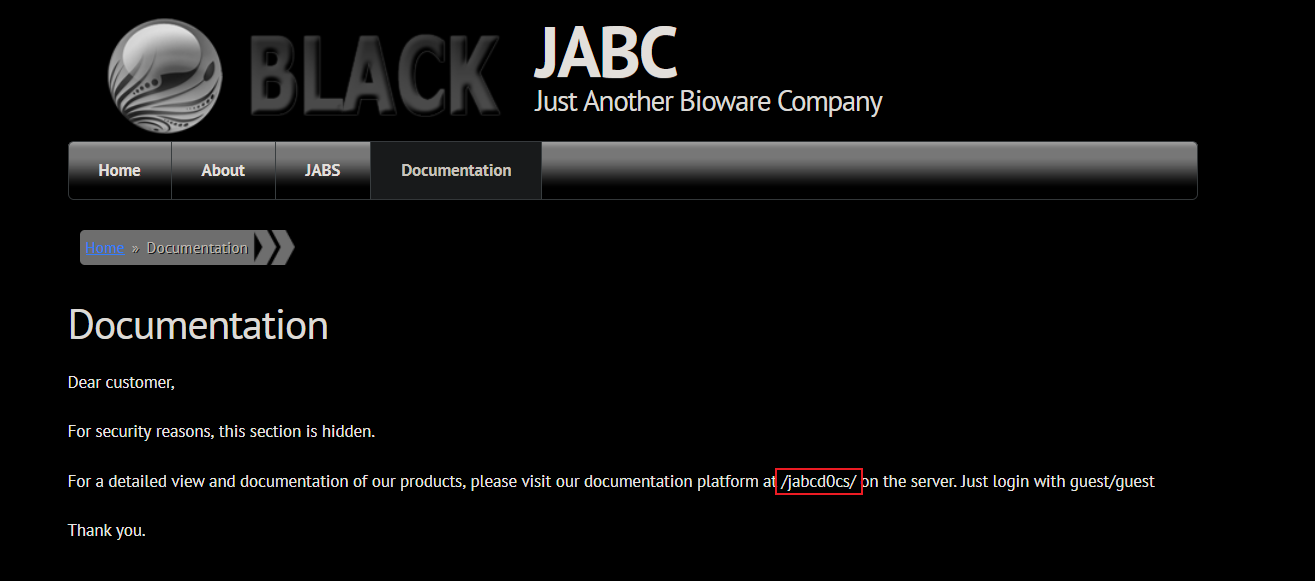 BLACK
JABC
Just Another Bioware Company
Home About JABS Documentation
Home » Documentation
Documentation
Dear customer,
For security reasons, this section is hidden.
For a detailed view and documentation of our products, please visit our documentation platform at /jabcd0cs/ on the server. Just login with guest/guest
Thank you.